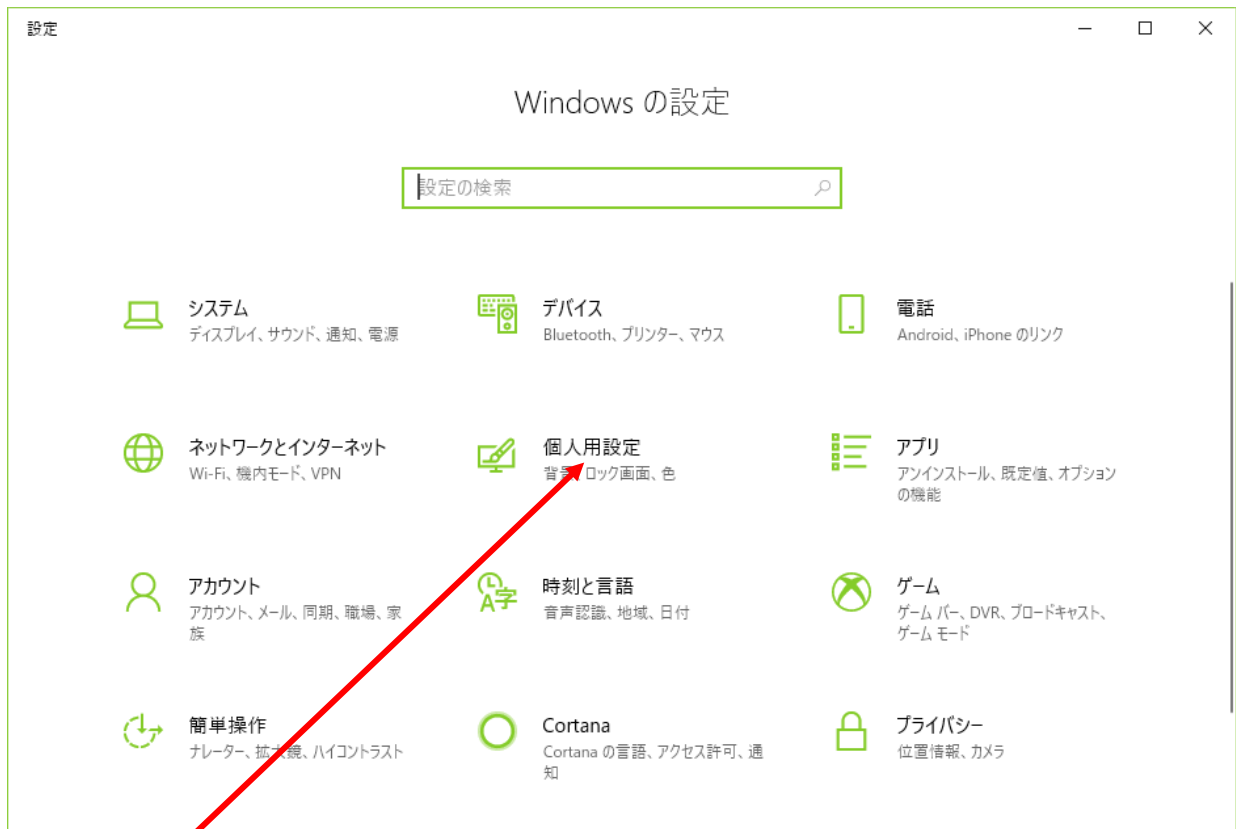 設定
Windows の設定
設定の検索
システム
ディスプレイ、サウンド、通知、電源
デバイス
Bluetooth、プリンター、マウス
電話
Android、iPhone のリンク
ネットワークとインターネット
Wi-Fi、機内モード、VPN
個人用設定
背景、ロック画面、色
アプリ
アンインストール、既定値、オプション
の機能
アカウント
アカウント、メール、同期、職場、家
族
時刻と言語
音声認識、地域、日付
ゲーム
ゲーム バー、DVR、ブロードキャスト、
ゲーム モード
簡単操作
ナレーター、拡大鏡、ハイコントラスト
Cortana
Cortana の言語、アクセス許可、通
知
プライバシー
位置情報、カメラ